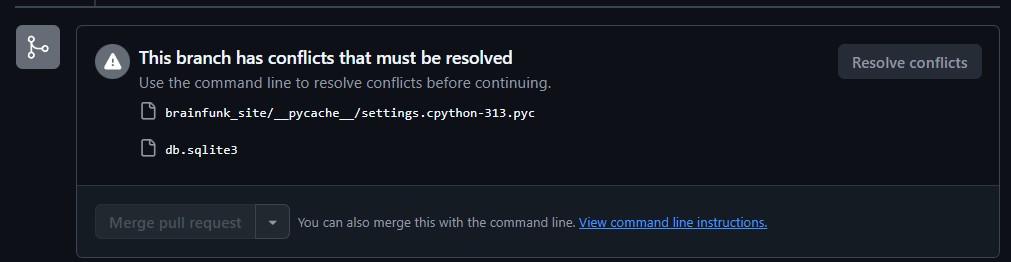 This branch has conflicts that must be resolved
Resolve conflicts
Use the command line to resolve conflicts before continuing.
brainfunk_site/__pycache__/settings.cpython-313.pyc
db.sqlite3
Merge pull request
You can also merge this with the command line. View command line instructions.